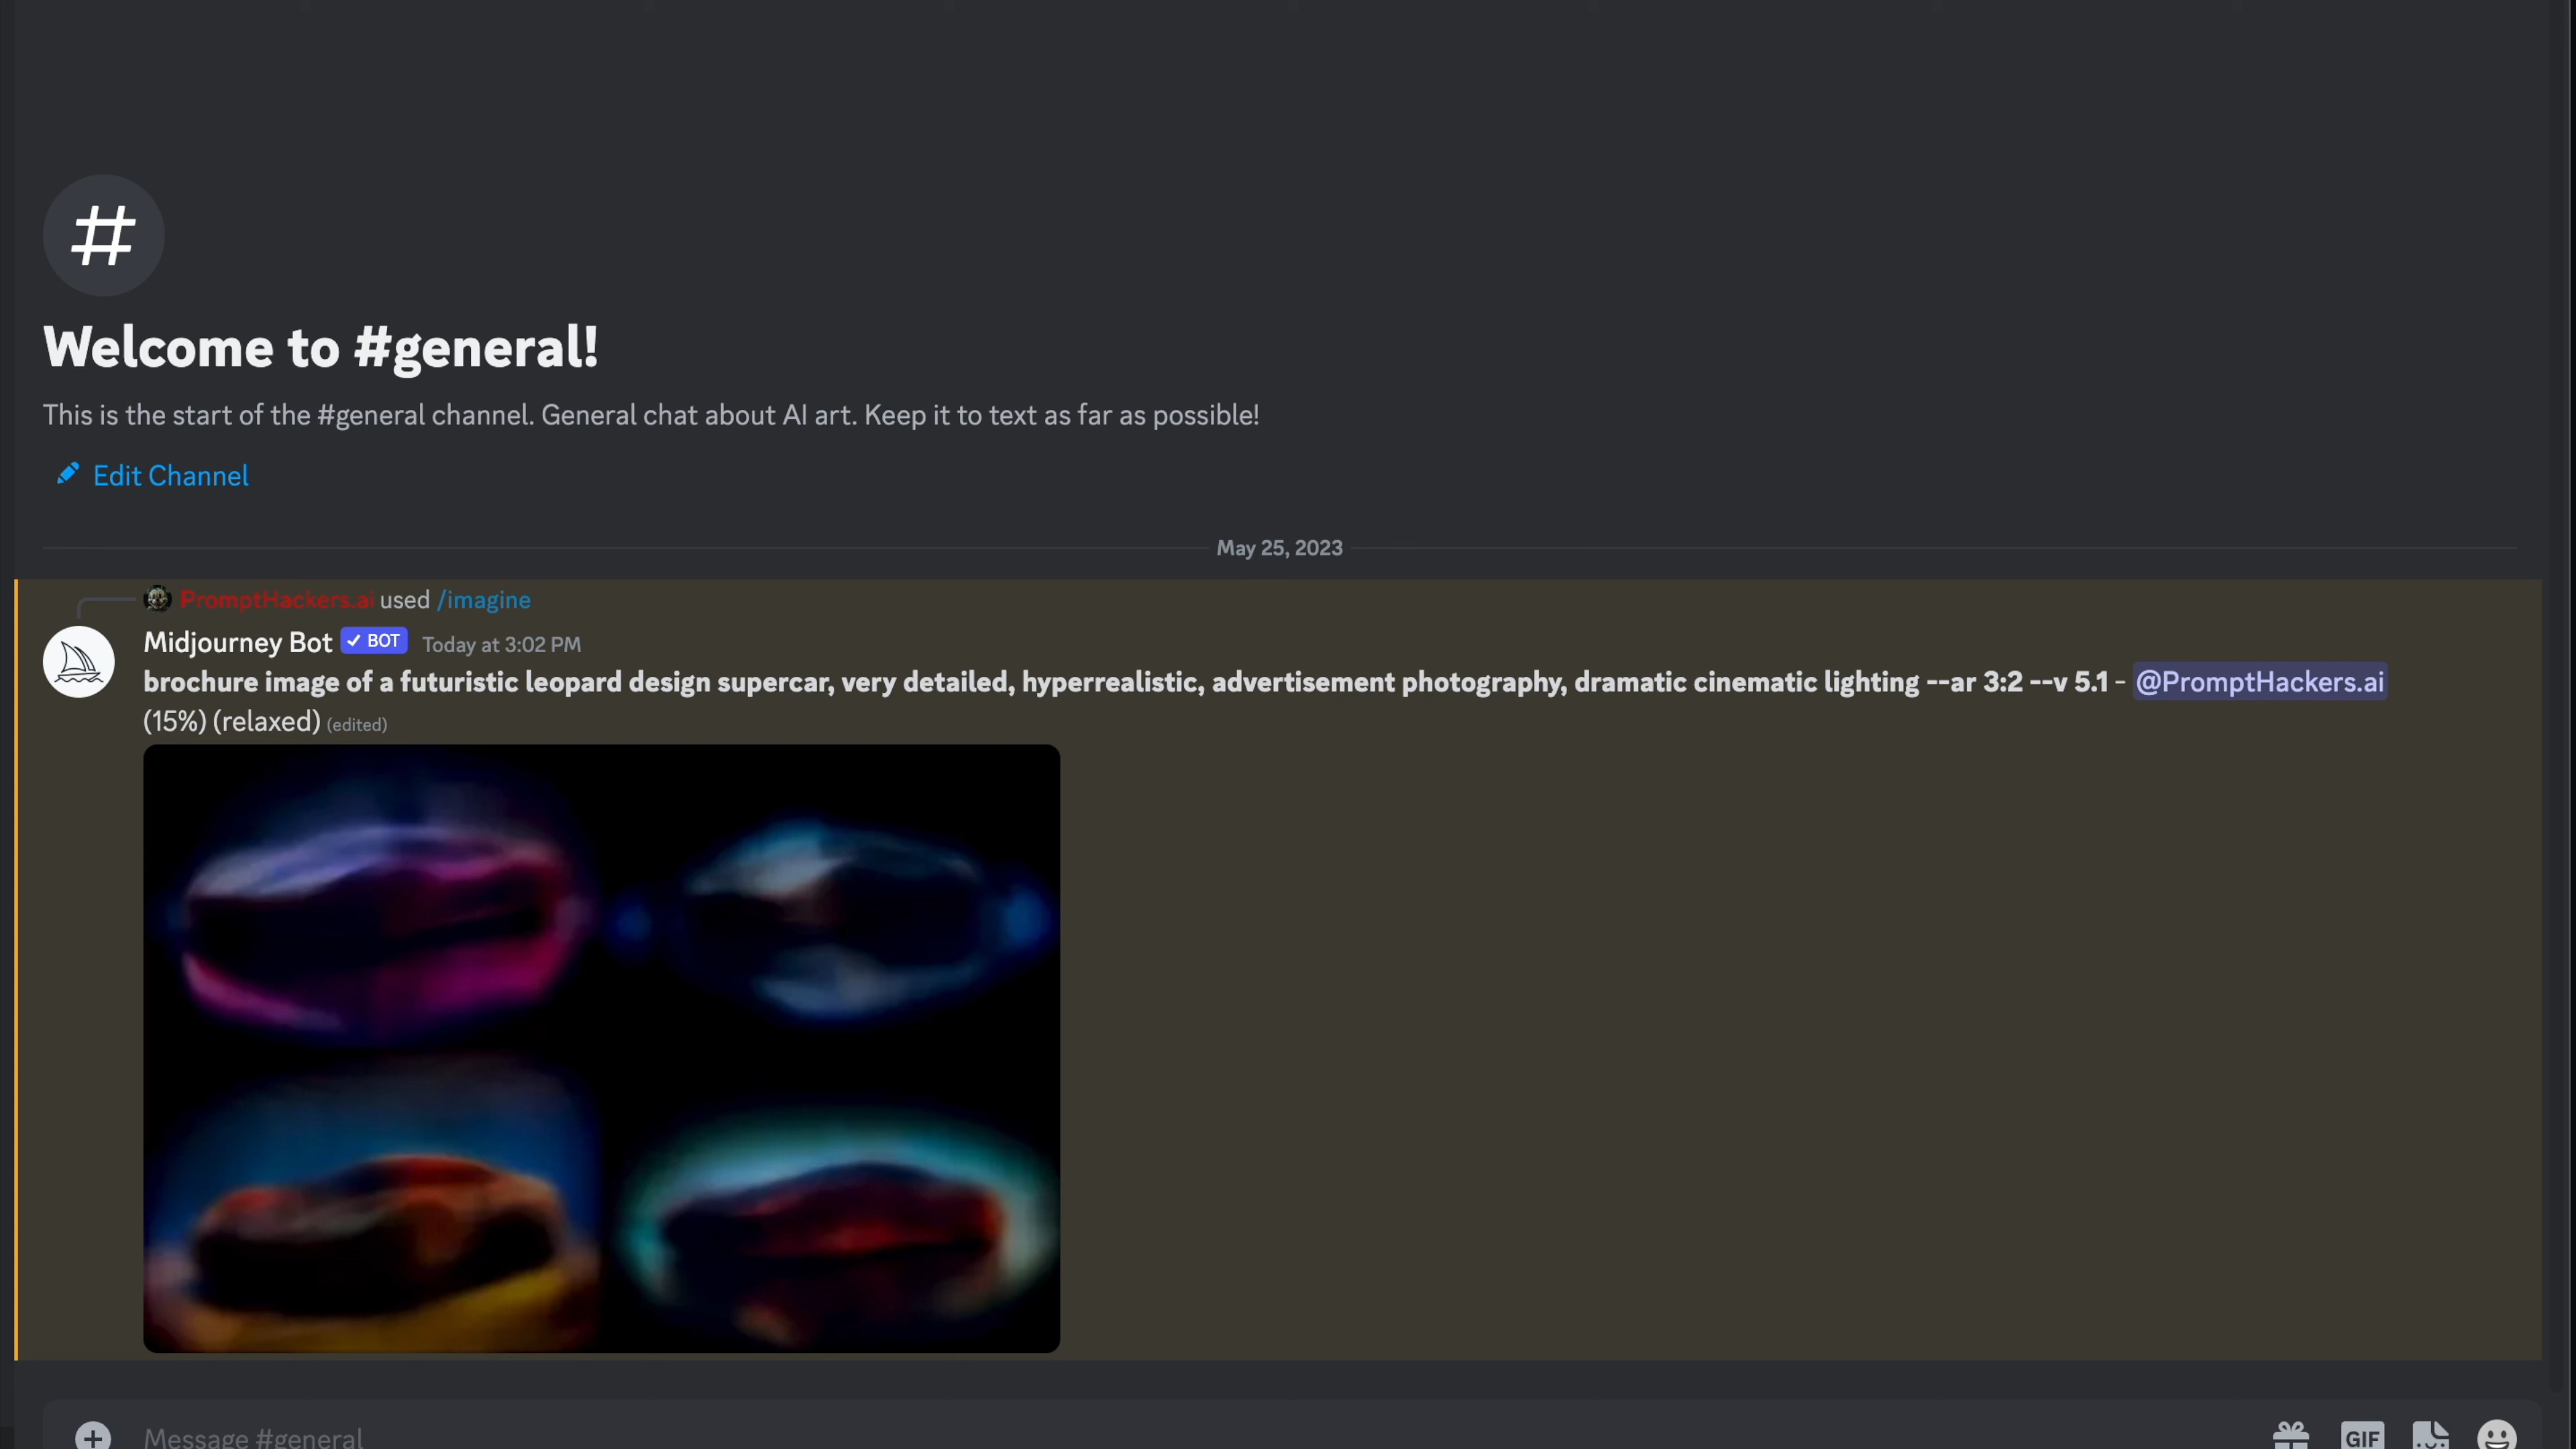 #
Welcome to #general!
This is the start of the #general channel. General chat about AI art. Keep it to text as far as possible!
Edit Channel
May 25, 2023
PromptHackers.ai used /imagine
Midjourney Bot ✓ BOT Today at 3:02 PM
brochure image of a futuristic leopard design supercar, very detailed, hyperrealistic, advertisement photography, dramatic cinematic lighting --ar 3:2 --v 5.1 - @PromptHackers.ai
(15%) (relaxed) (edited)
Message #general
GIF